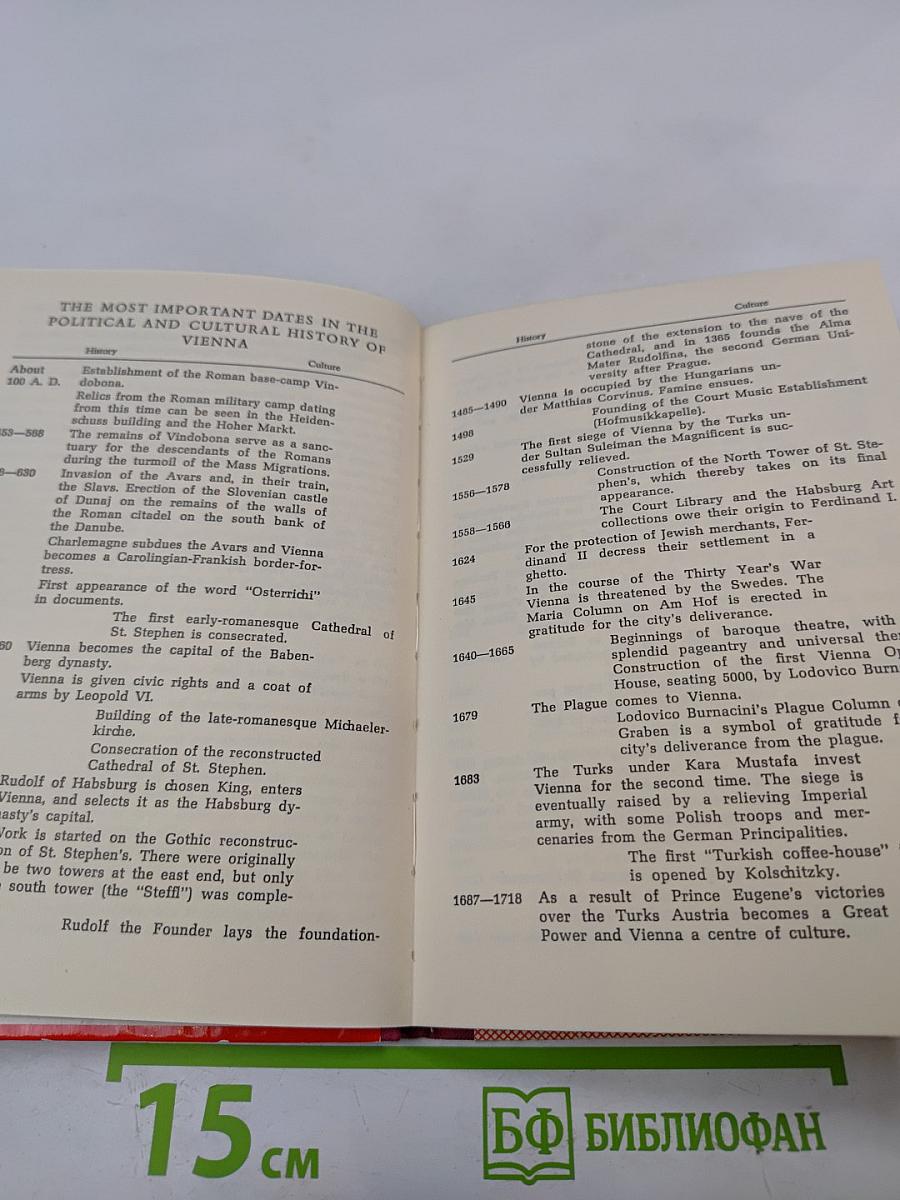 THE MOST IMPORTANT DATES IN THE
POLITICAL AND CULTURAL HISTORY OF
VIENNA
History
Culture
About
100 A. D.
Establishment of the Roman base-camp Vin-
dobona.
Relics from the Roman military camp dating
from this time can be seen in the Heiden-
schuss building and the Hoher Markt.
53—568 The remains of Vindobona serve as a sanc-
tuary for the descendants of the Romans
during the turmoil of the Mass Migrations.
8—630 Invasion of the Avars and, in their train,
the Slavs. Erection of the Slovenian castle
of Dunaj on the remains of the walls of
the Roman citadel on the south bank of
the Danube.
Charlemagne subdues the Avars and Vienna
becomes a Carolingian-Frankish border-for-
tress.
First appearance of the word "Osterrichi"
in documents.
The first early-romanesque Cathedral of
St. Stephen is consecrated.
60 Vienna becomes the capital of the Baben-
berg dynasty.
Vienna is given civic rights and a coat of
arms by Leopold VI.
Building of the late-romanesque Michaeler-
kirche.
Consecration of the reconstructed
Cathedral of St. Stephen.
Rudolf of Habsburg is chosen King, enters
Vienna, and selects it as the Habsburg dy-
nasty's capital.
Work is started on the Gothic reconstruc-
on of St. Stephen's. There were originally
be two towers at the east end, but only
south tower (the "Steffl") was comple-
Rudolf the Founder lays the foundation-
History
Culture
stone of the extension to the nave of the
Cathedral, and in 1365 founds the Alma
Mater Rudolfina, the second German Uni-
versity after Prague.
1485—1490 Vienna is occupied by the Hungarians un-
der Matthias Corvinus. Famine ensues.
1498 Founding of the Court Music Establishment
(Hofmusikkapelle).
1529 The first siege of Vienna by the Turks un-
der Sultan Suleiman the Magnificent is suc-
cessfully relieved.
1556—1578 Construction of the North Tower of St. Ste-
phen's, which thereby takes on its final
appearance.
1558—1566 The Court Library and the Habsburg Art
collections owe their origin to Ferdinand I.
1624 For the protection of Jewish merchants, Fer-
dinand II decress their settlement in a
ghetto.
1645 In the course of the Thirty Year's War
Vienna is threatened by the Swedes. The
Maria Column on Am Hof is erected in
gratitude for the city's deliverance.
1640—1665 Beginnings of baroque theatre, with
splendid pageantry and universal the
Construction of the first Vienna Op
House, seating 5000, by Lodovico Burn
1679 The Plague comes to Vienna.
Lodovico Burnacini's Plague Column
Graben is a symbol of gratitude f
city's deliverance from the plague.
1683 The Turks under Kara Mustafa invest
Vienna for the second time. The siege is
eventually raised by a relieving Imperial
army, with some Polish troops and mer-
cenaries from the German Principalities.
The first "Turkish coffee-house"
is opened by Kolschitzky.
1687—1718 As a result of Prince Eugene's victories
over the Turks Austria becomes a Great
Power and Vienna a centre of culture.
15 см
БФ БИБЛИОФАН